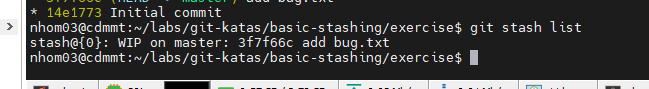 * 14e1773 Initial commit
nhom03@cdmmt:~/labs/git-katas/basic-stashing/exercise$ git stash list
stash@{0}: WIP on master: 3f7f66c add bug.txt
nhom03@cdmmt:~/labs/git-katas/basic-stashing/exercise$